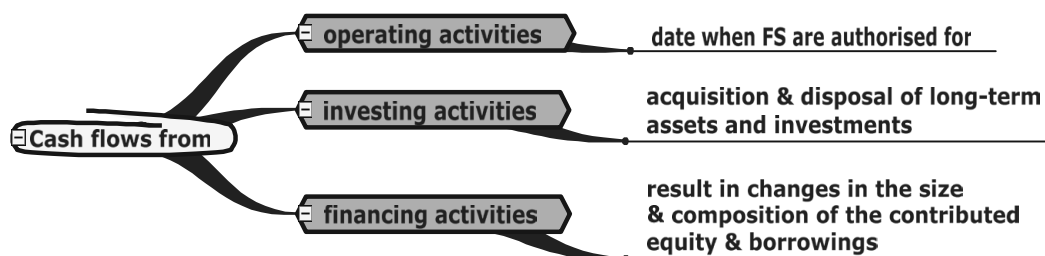 operating activities
date when FS are authorised for
Cash flows from
investing activities
acquisition & disposal of long-term
assets and investments
financing activities
result in changes in the size
& composition of the contributed
equity & borrowings